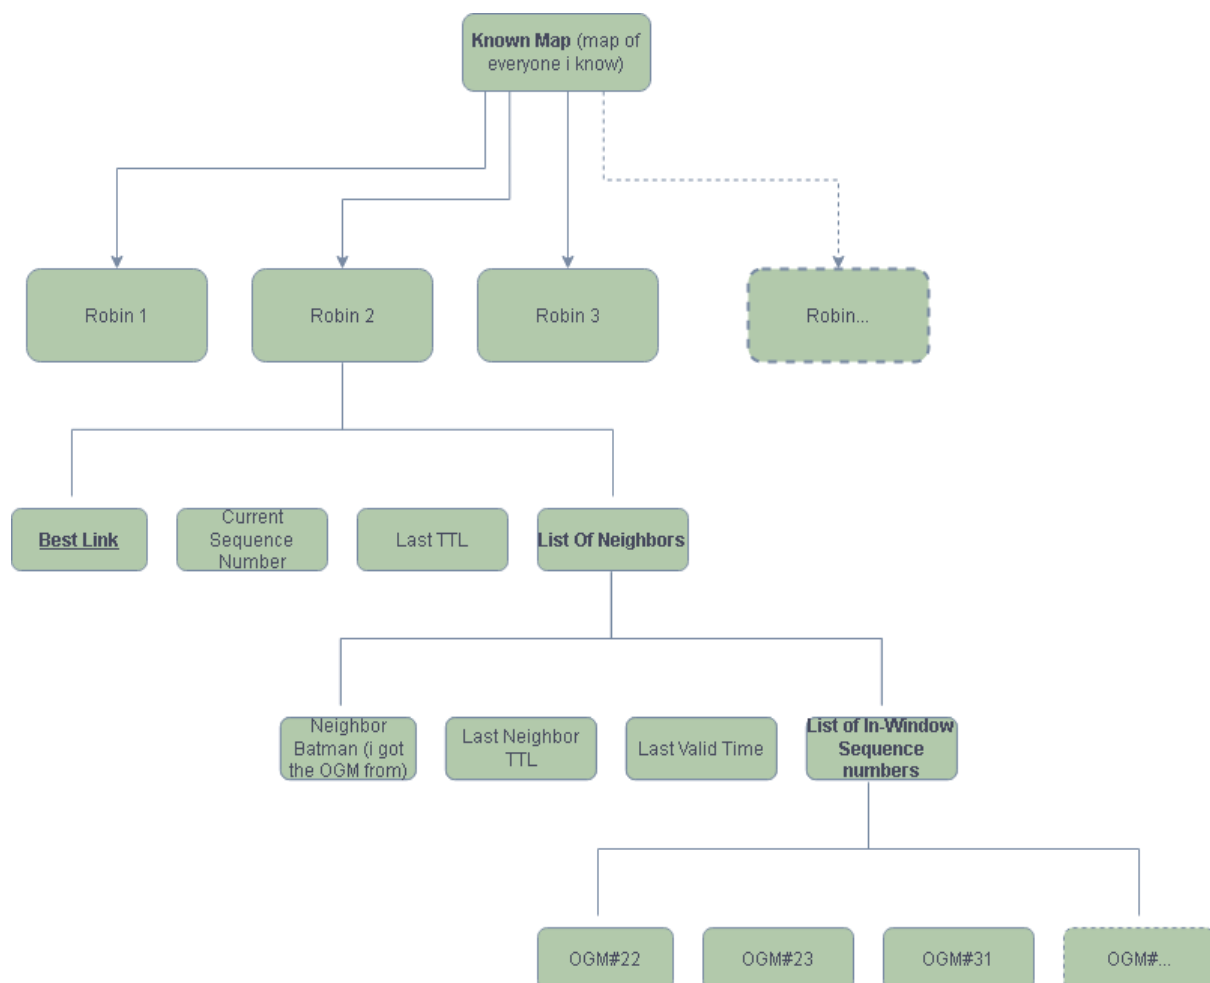 Known Map (map of
everyone i know)
Robin 1
Robin 2
Robin 3
Robin...
Best Link
Current
Sequence
Number
Last TTL
List Of Neighbors
Neighbor
Batman (i got
the OGM from)
Last Neighbor
TTL
Last Valid Time
List of In-Window
Sequence
numbers
OGM#22
OGM#23
OGM#31
OGM#...